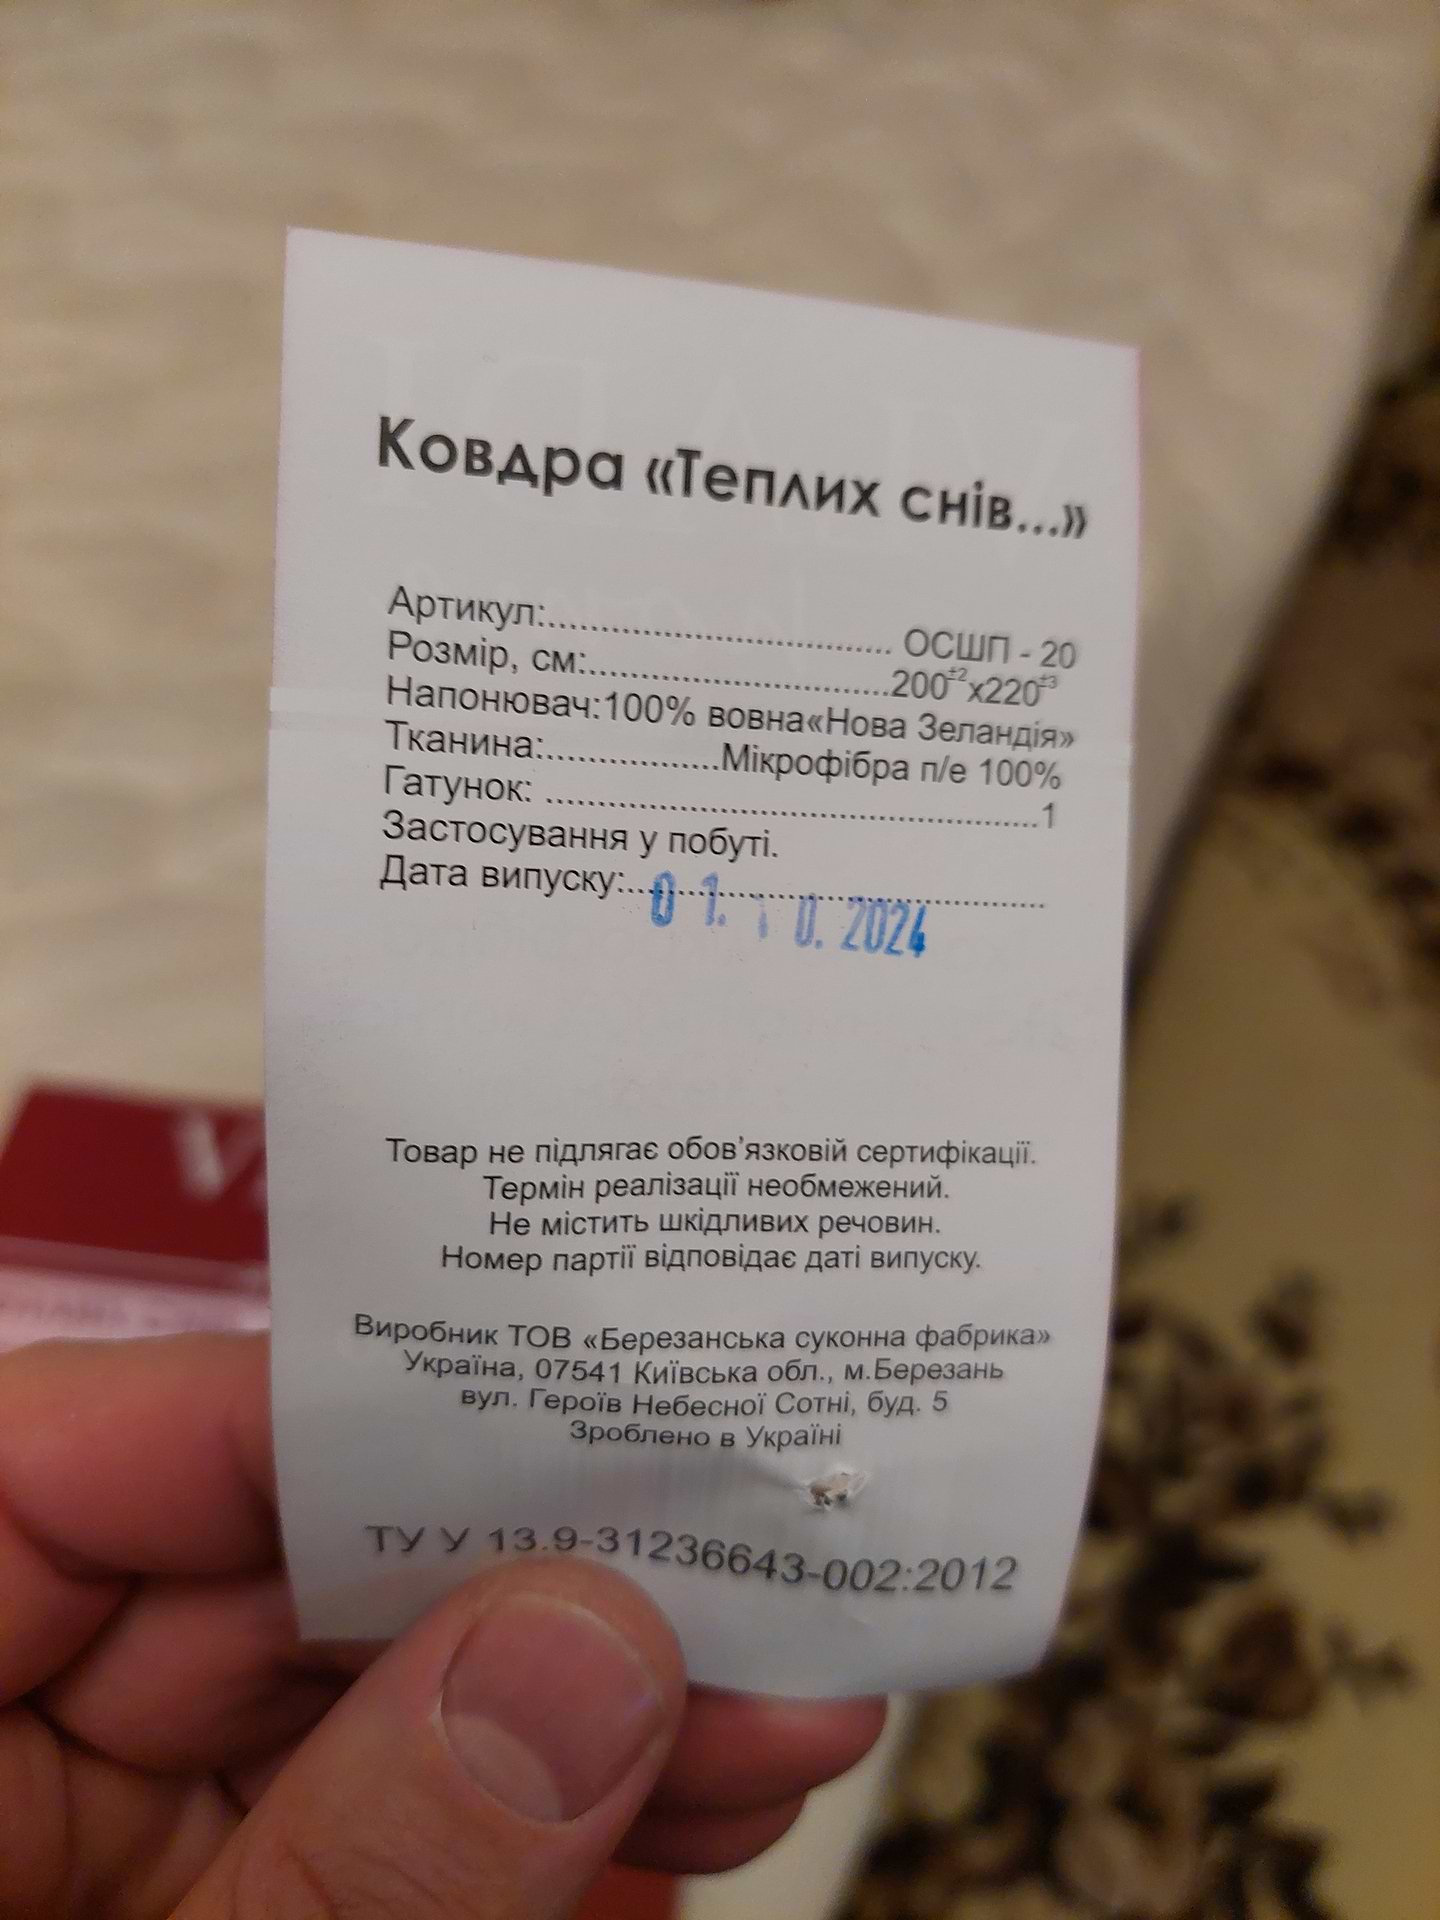 Ковдра «Теплих снів...»
Артикул:.................................. ОСШП - 20
Розмір, см:..............................200±2х220±3
Напонювач:100% вовна«Нова Зеландія»
Тканина:.................Мікрофібра п/е 100%
Гатунок: .................................................1
Застосування у побуті.
Дата випуску:..........................................
01.10.2024
Товар не підлягає обов’язковій сертифікації.
Термін реалізації необмежений.
Не містить шкідливих речовин.
Номер партії відповідає даті випуску.
Виробник ТОВ «Березанська суконна фабрика»
Україна, 07541 Київська обл., м.Березань
вул. Героїв Небесної Сотні, буд. 5
Зроблено в Україні
ТУ У 13.9-31236643-002:2012